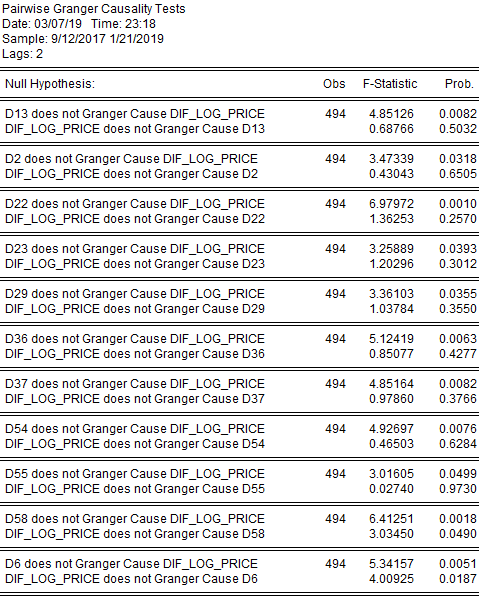 Pairwise Granger Causality Tests
Date: 03/07/19 Time: 23:18
Sample: 9/12/2017 1/21/2019
Lags: 2
Null Hypothesis: Obs F-Statistic Prob.
D13 does not Granger Cause DIF_LOG_PRICE 494 4.85126 0.0082
DIF_LOG_PRICE does not Granger Cause D13 0.68766 0.5032
D2 does not Granger Cause DIF_LOG_PRICE 494 3.47339 0.0318
DIF_LOG_PRICE does not Granger Cause D2 0.43043 0.6505
D22 does not Granger Cause DIF_LOG_PRICE 494 6.97972 0.0010
DIF_LOG_PRICE does not Granger Cause D22 1.36253 0.2570
D23 does not Granger Cause DIF_LOG_PRICE 494 3.25889 0.0393
DIF_LOG_PRICE does not Granger Cause D23 1.20296 0.3012
D29 does not Granger Cause DIF_LOG_PRICE 494 3.36103 0.0355
DIF_LOG_PRICE does not Granger Cause D29 1.03784 0.3550
D36 does not Granger Cause DIF_LOG_PRICE 494 5.12419 0.0063
DIF_LOG_PRICE does not Granger Cause D36 0.85077 0.4277
D37 does not Granger Cause DIF_LOG_PRICE 494 4.85164 0.0082
DIF_LOG_PRICE does not Granger Cause D37 0.97860 0.3766
D54 does not Granger Cause DIF_LOG_PRICE 494 4.92697 0.0076
DIF_LOG_PRICE does not Granger Cause D54 0.46503 0.6284
D55 does not Granger Cause DIF_LOG_PRICE 494 3.01605 0.0499
DIF_LOG_PRICE does not Granger Cause D55 0.02740 0.9730
D58 does not Granger Cause DIF_LOG_PRICE 494 6.41251 0.0018
DIF_LOG_PRICE does not Granger Cause D58 3.03450 0.0490
D6 does not Granger Cause DIF_LOG_PRICE 494 5.34157 0.0051
DIF_LOG_PRICE does not Granger Cause D6 4.00925 0.0187